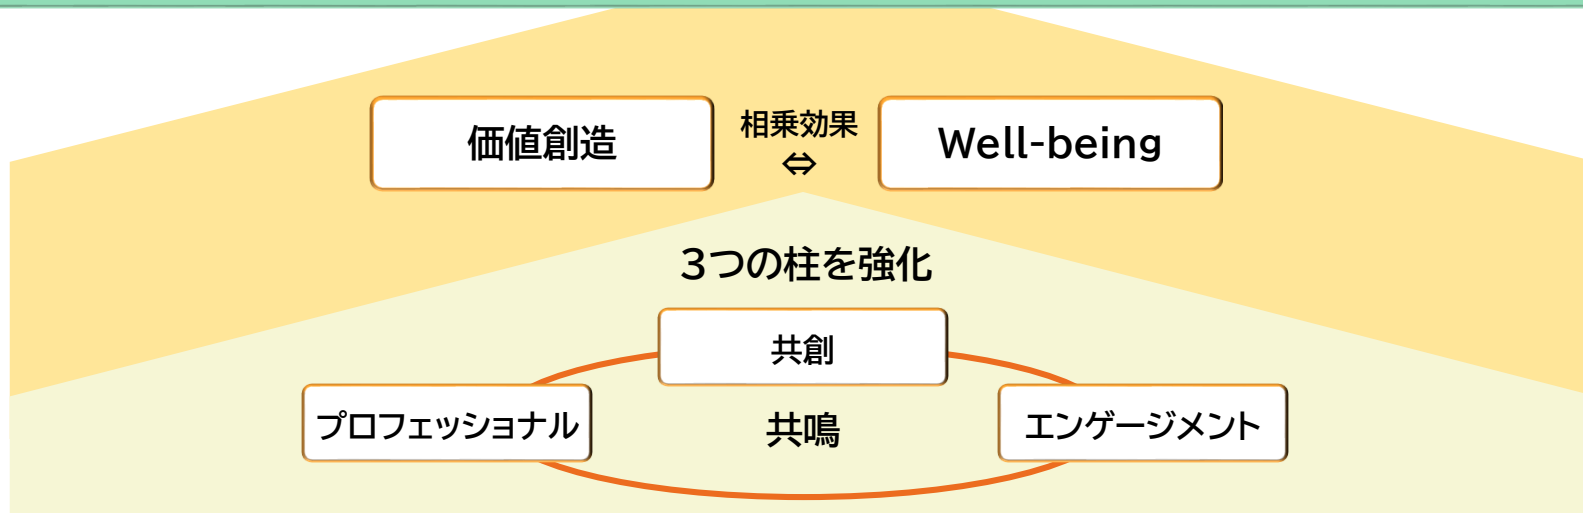 価値創造
相乗効果
⇔
Well-being
3つの柱を強化
共創
プロフェッショナル
共鳴
エンゲージメント